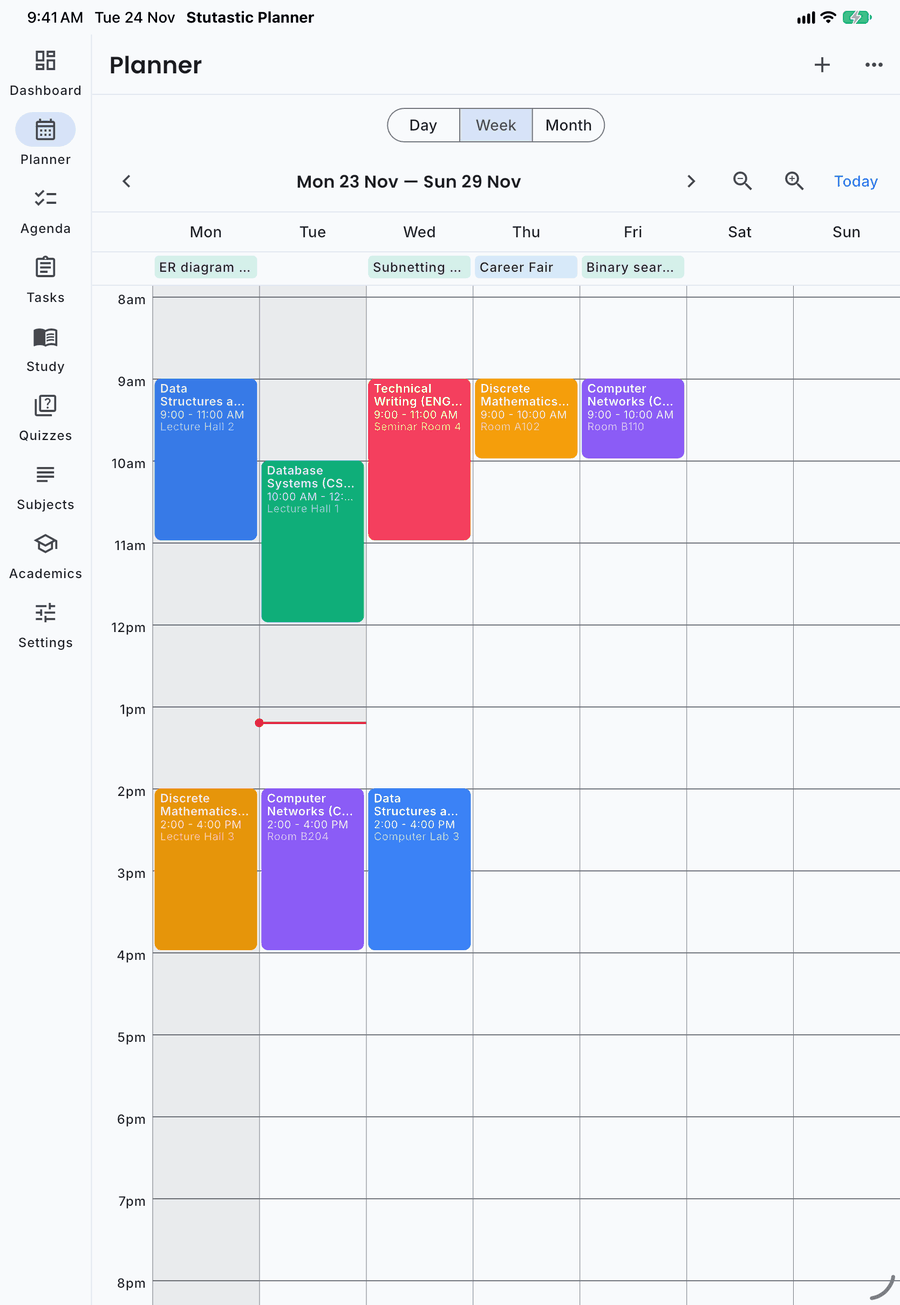 9:41 AM Tue 24 Nov Stutastic Planner
Dashboard
Planner
Agenda
Tasks
Study
Quizzes
Subjects
Academics
Settings
Planner
Day Week Month
Mon 23 Nov — Sun 29 Nov
Today
Mon Tue Wed Thu Fri Sat Sun
ER diagram ...
Subnetting ...
Career Fair
Binary sear...
8am
9am
10am
11am
12pm
1pm
2pm
3pm
4pm
5pm
6pm
7pm
8pm
Data
Structures a...
9:00 - 11:00 AM
Lecture Hall 2
Discrete
Mathematics...
2:00 - 4:00 PM
Lecture Hall 3
Database
Systems (CS...
10:00 AM - 12:...
Lecture Hall 1
Computer
Networks (C...
2:00 - 4:00 PM
Room B204
Technical
Writing (ENG...
9:00 - 11:00 AM
Seminar Room 4
Data
Structures a...
2:00 - 4:00 PM
Computer Lab 3
Discrete
Mathematics...
9:00 - 10:00 AM
Room A102
Computer
Networks (C...
9:00 - 10:00 AM
Room B110